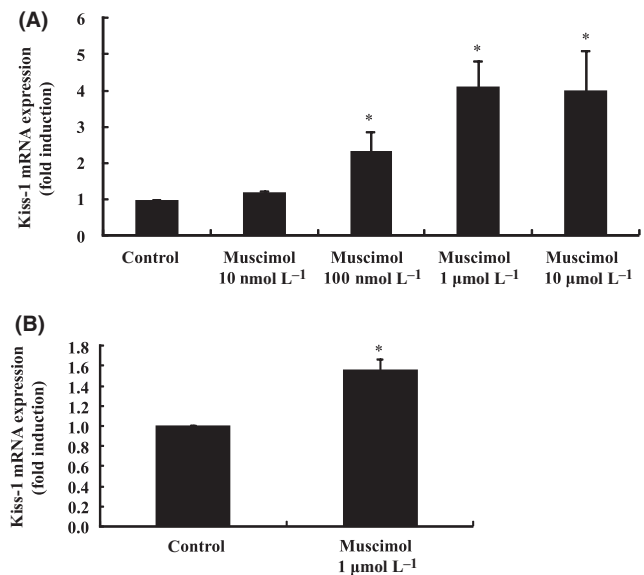 (A)
Kiss-1 mRNA expression
(fold induction)
6
5
4
3
2
1
0
*
*
*
Control
Muscimol
10 nmol L⁻¹
Muscimol
100 nmol L⁻¹
Muscimol
1 µmol L⁻¹
Muscimol
10 µmol L⁻¹
(B)
Kiss-1 mRNA expression
(fold induction)
1.8
1.6
1.4
1.2
1.0
0.8
0.6
0.4
0.2
0.0
*
Control
Muscimol
1 µmol L⁻¹